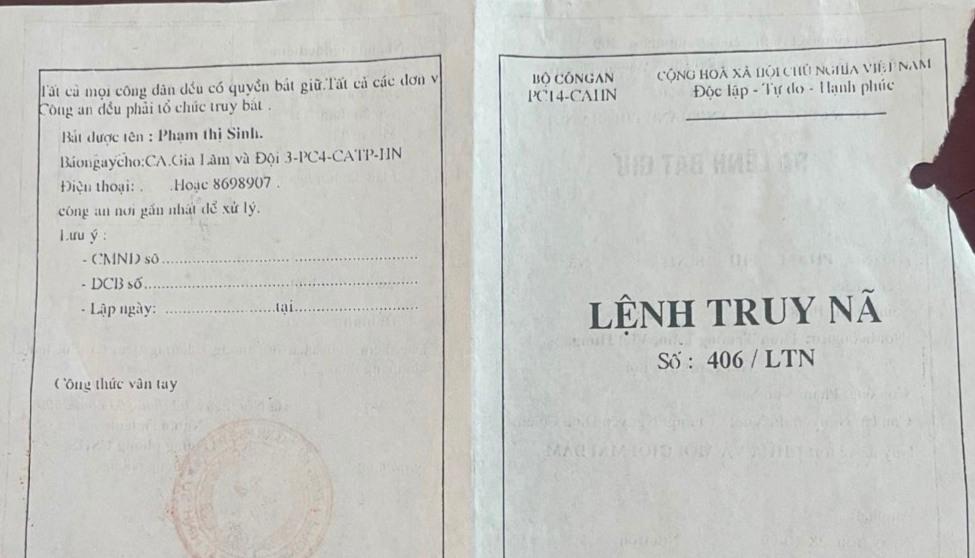 Tất cả mọi công dân đều có quyền bắt giữ.Tất cả các đơn v
Công an đều phải tổ chức truy bắt .
Bắt được tên : Phạm thị Sinh.
Báongaycho:CA.Gia Lâm và Đội 3-PC4-CATP-HN
Điện thoại: . .Hoặc 8698907 .
công an nơi gần nhất để xử lý.
Lưu ý :
- CMND số
- DCB số
- Lập ngày: tại
Công thức vân tay
BỘ CÔNGAN
PC14-CAHN
CỘNG HOÀ XÃ HỘI CHỦ NGHĨA VIỆT NAM
Độc lập - Tự do - Hạnh phúc
LỆNH TRUY NÃ
Số : 406 / LTN